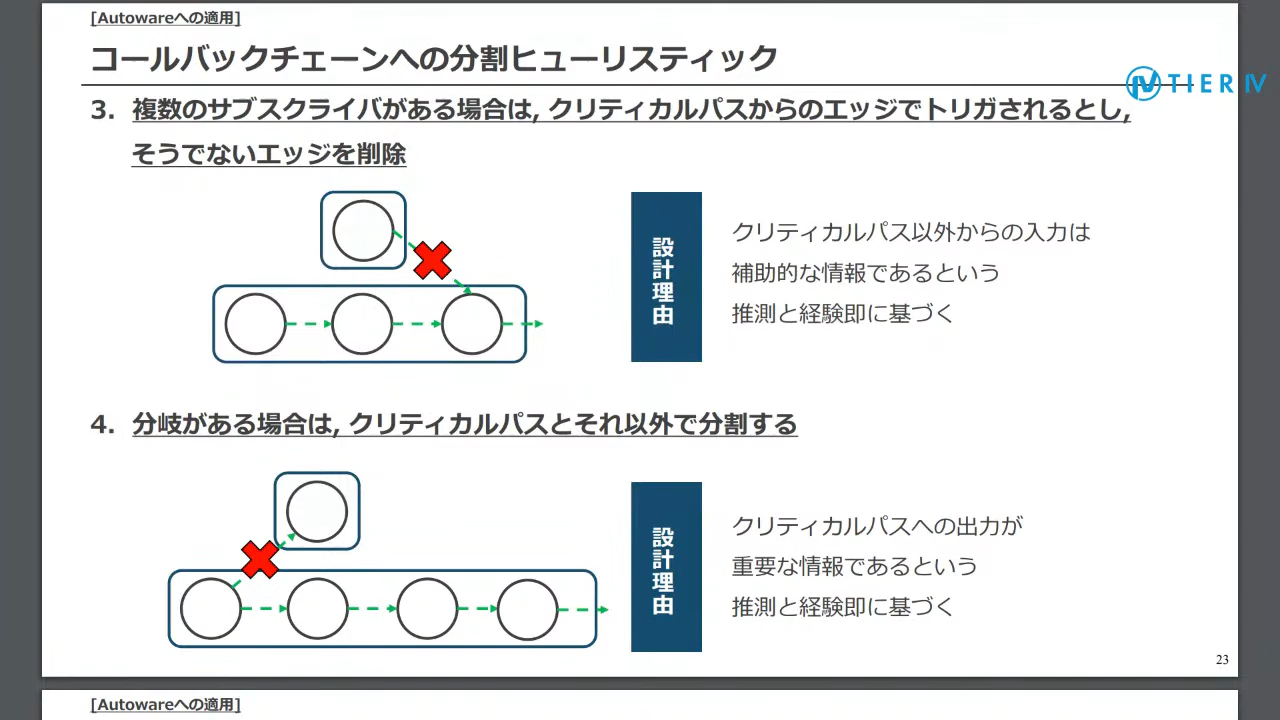 [Autowareへの適用]
コールバックチェーンへの分割ヒューリスティック
TIER IV
3. 複数のサブスクライバがある場合は, クリティカルパスからのエッジでトリガされるとし,
そうでないエッジを削除
設計理由
クリティカルパス以外からの入力は
補助的な情報であるという
推測と経験即に基づく
4. 分岐がある場合は, クリティカルパスとそれ以外で分割する
設計理由
クリティカルパスへの出力が
重要な情報であるという
推測と経験即に基づく
23
[Autowareへの適用]